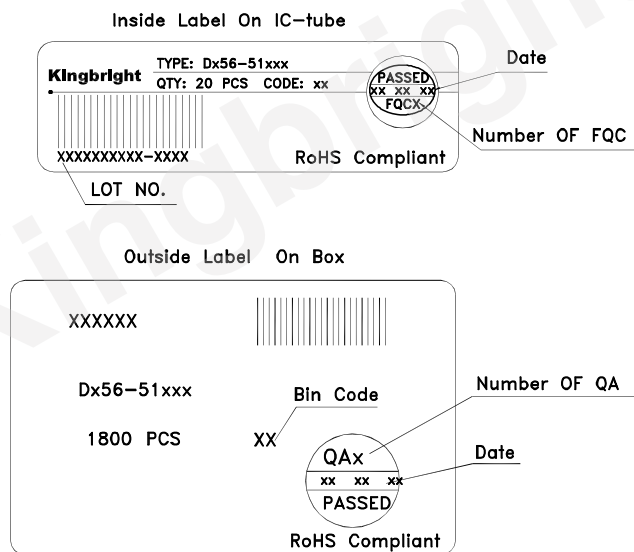 Inside Label On IC-tube
Kingbright
TYPE: Dx56-51xxx
QTY: 20 PCS CODE: xx
PASSED
xx xx xx
FQCX
Date
Number OF FQC
XXXXXXXXXX-XXXX
RoHS Compliant
LOT NO.
Outside Label On Box
XXXXXX
Dx56-51xxx
Bin Code
Number OF QA
1800 PCS
XX
QAx
Date
xx xx xx
PASSED
RoHS Compliant
Kingbright